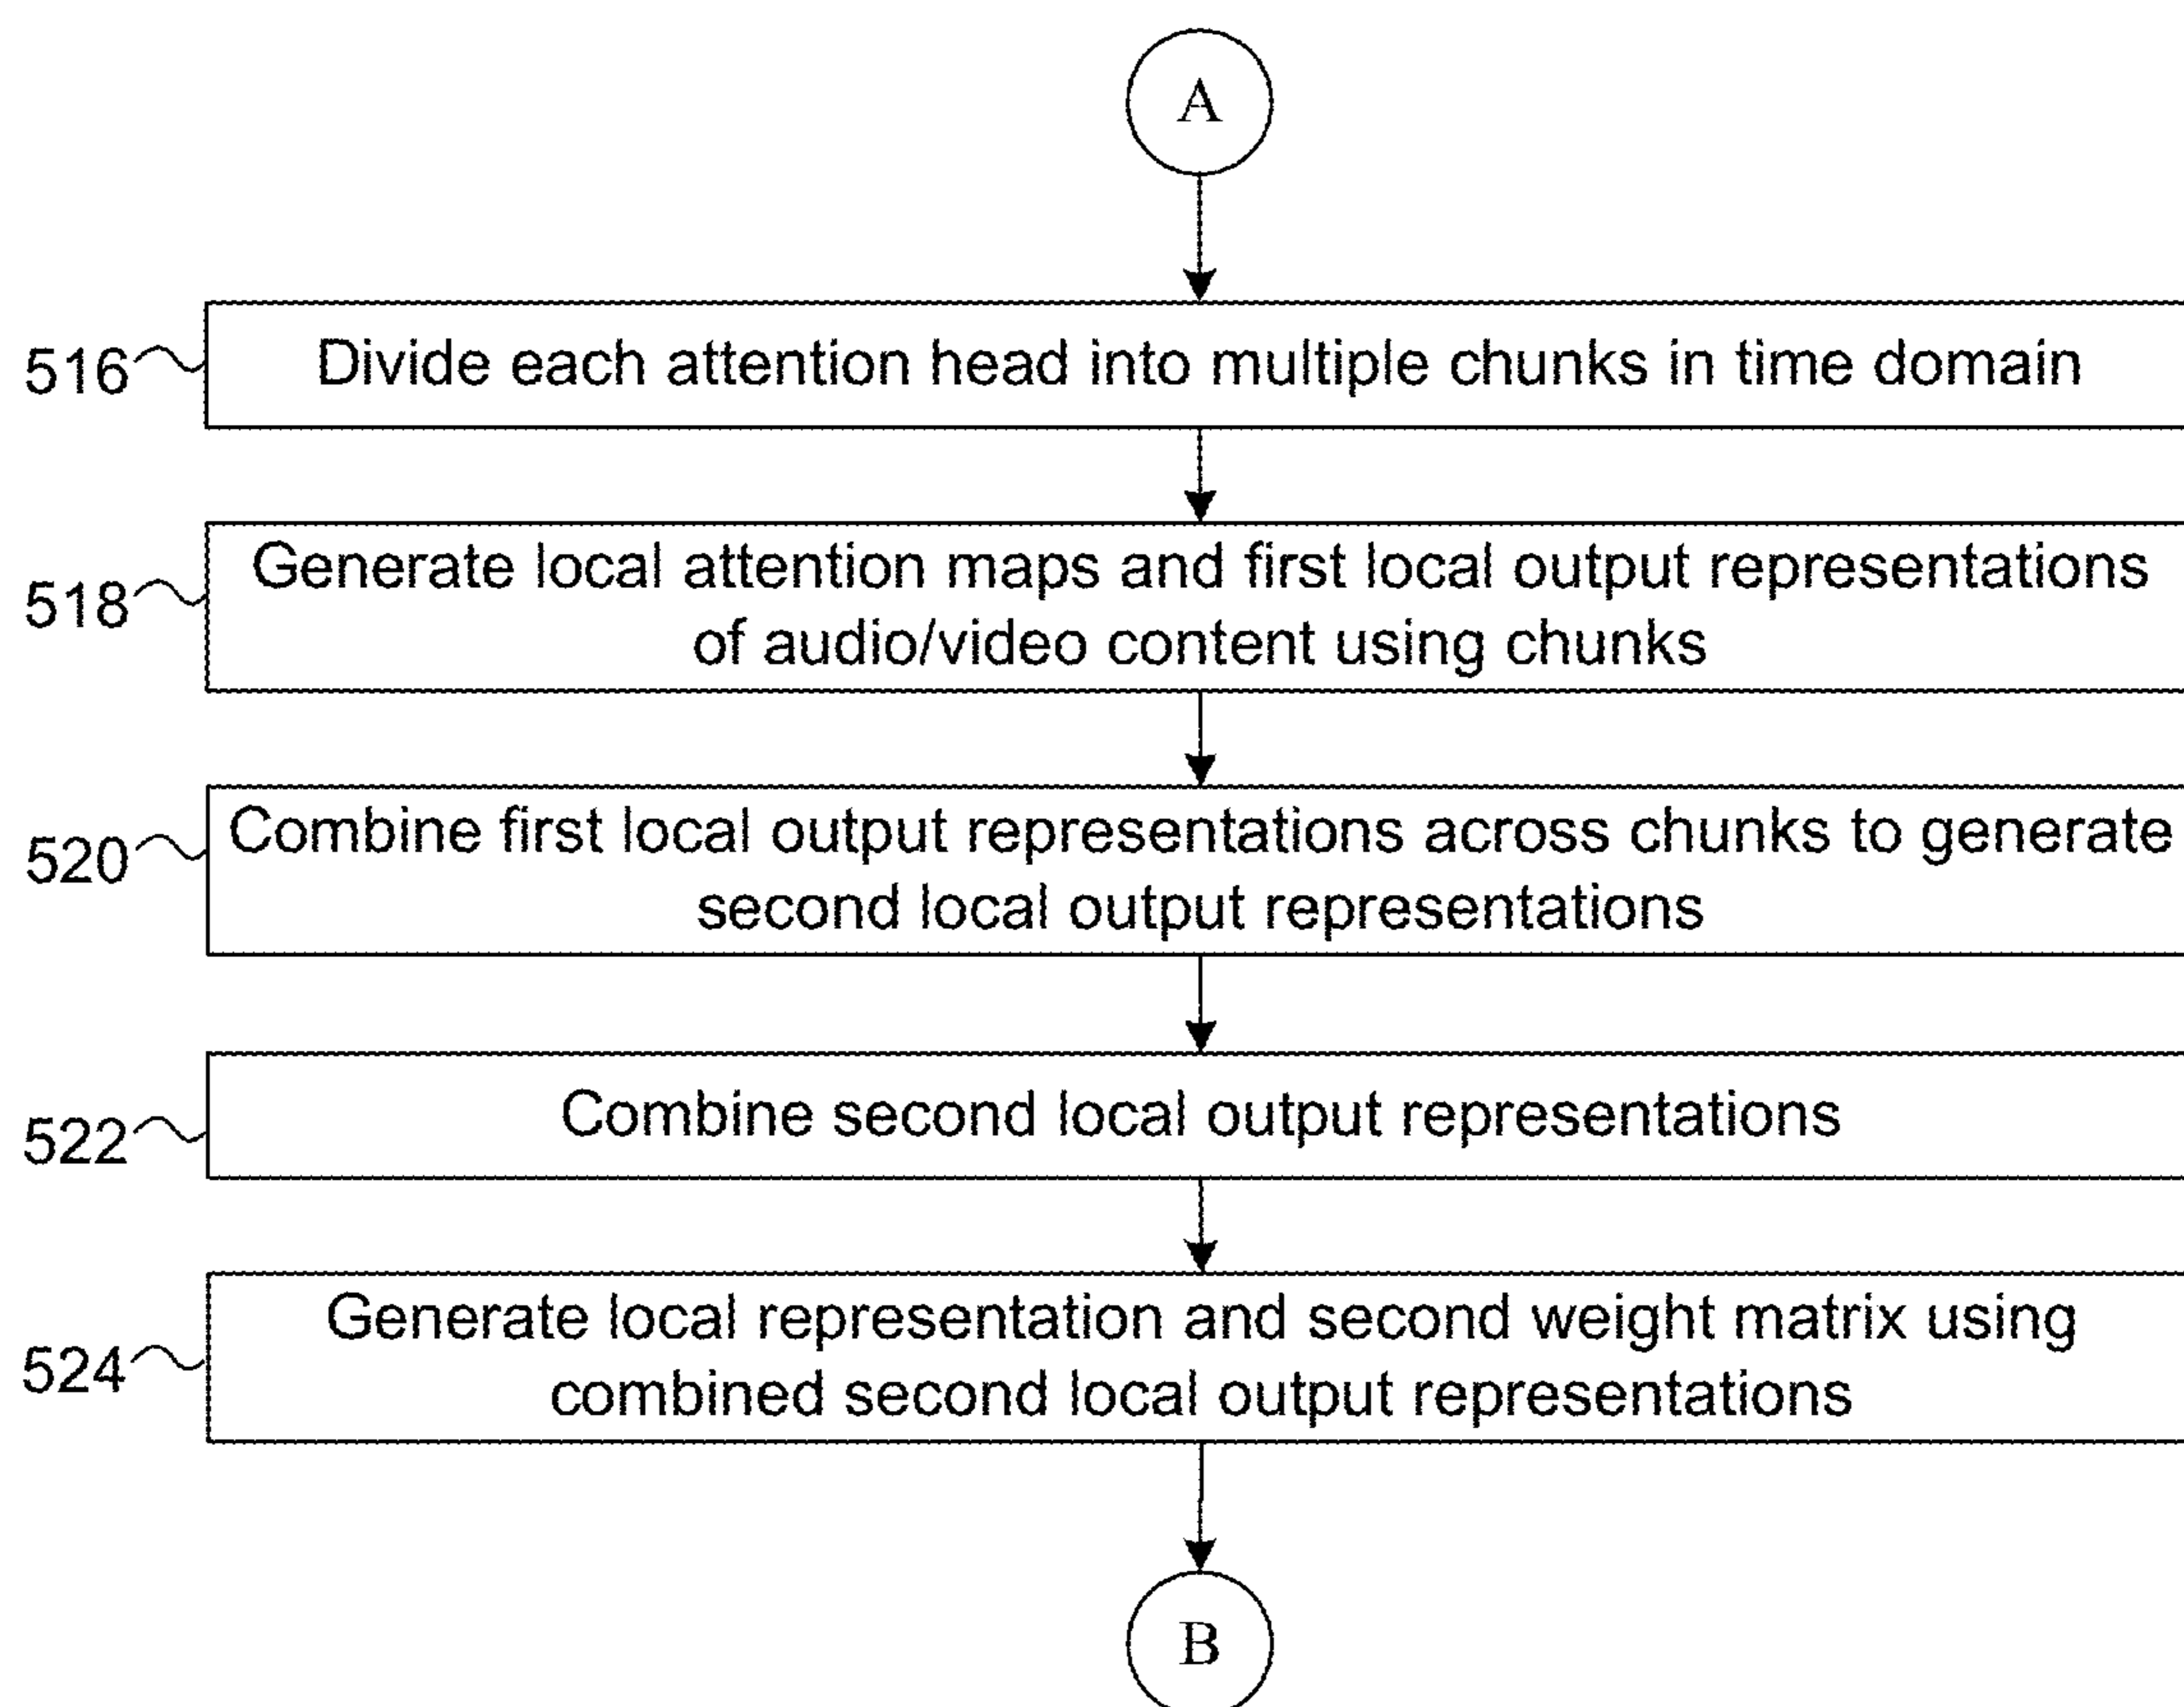 A
516
Divide each attention head into multiple chunks in time domain
518
Generate local attention maps and first local output representations
of audio/video content using chunks
520
Combine first local output representations across chunks to generate
second local output representations
522
Combine second local output representations
524
Generate local representation and second weight matrix using
combined second local output representations
B